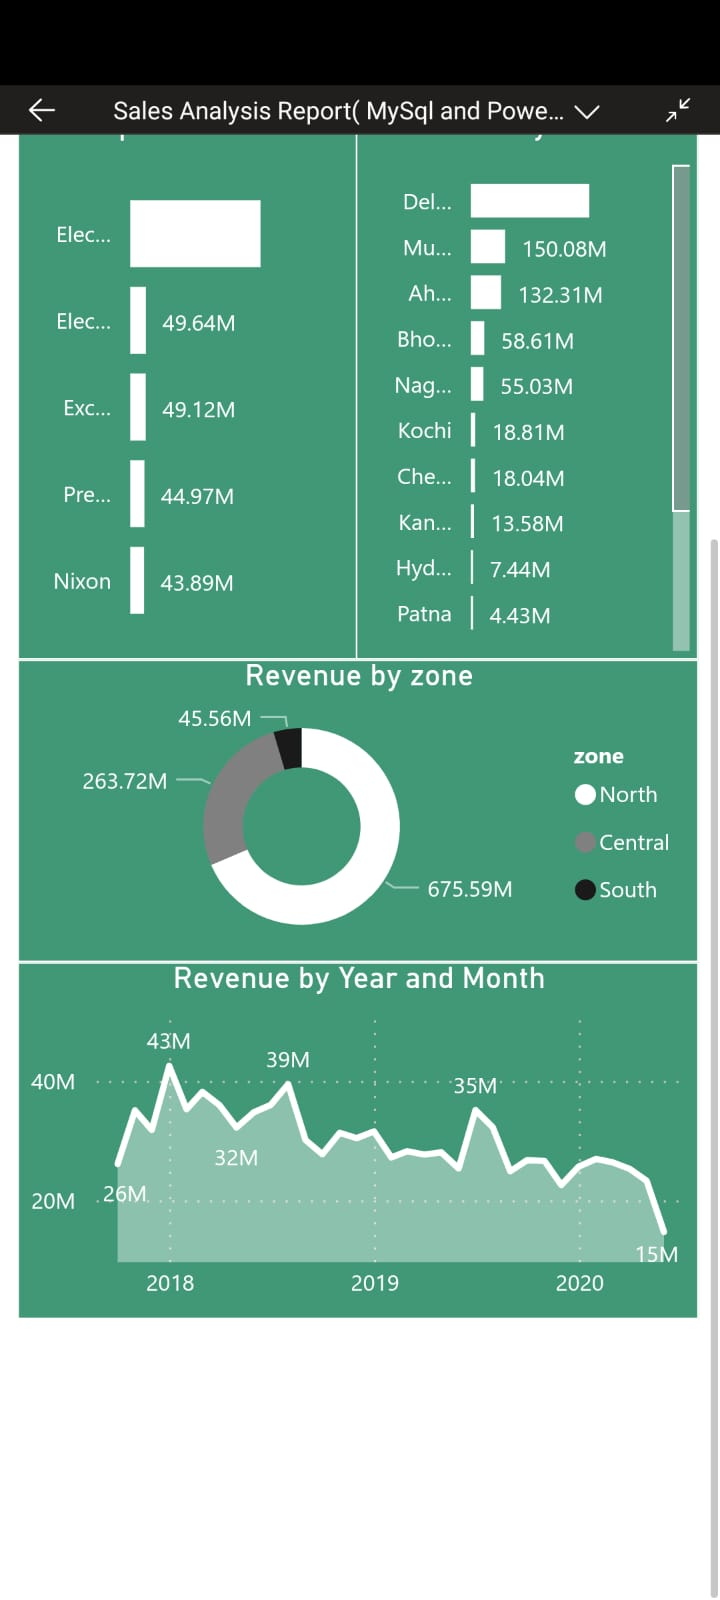 Sales Analysis Report( MySql and Powe...
Elec...
Elec... 49.64M
Exc... 49.12M
Pre... 44.97M
Nixon 43.89M
Del...
Mu... 150.08M
Ah... 132.31M
Bho... 58.61M
Nag... 55.03M
Kochi 18.81M
Che... 18.04M
Kan... 13.58M
Hyd... 7.44M
Patna 4.43M
Revenue by zone
45.56M
263.72M
675.59M
zone
North
Central
South
Revenue by Year and Month
43M
39M
35M
40M
32M
26M
20M
15M
2018 2019 2020